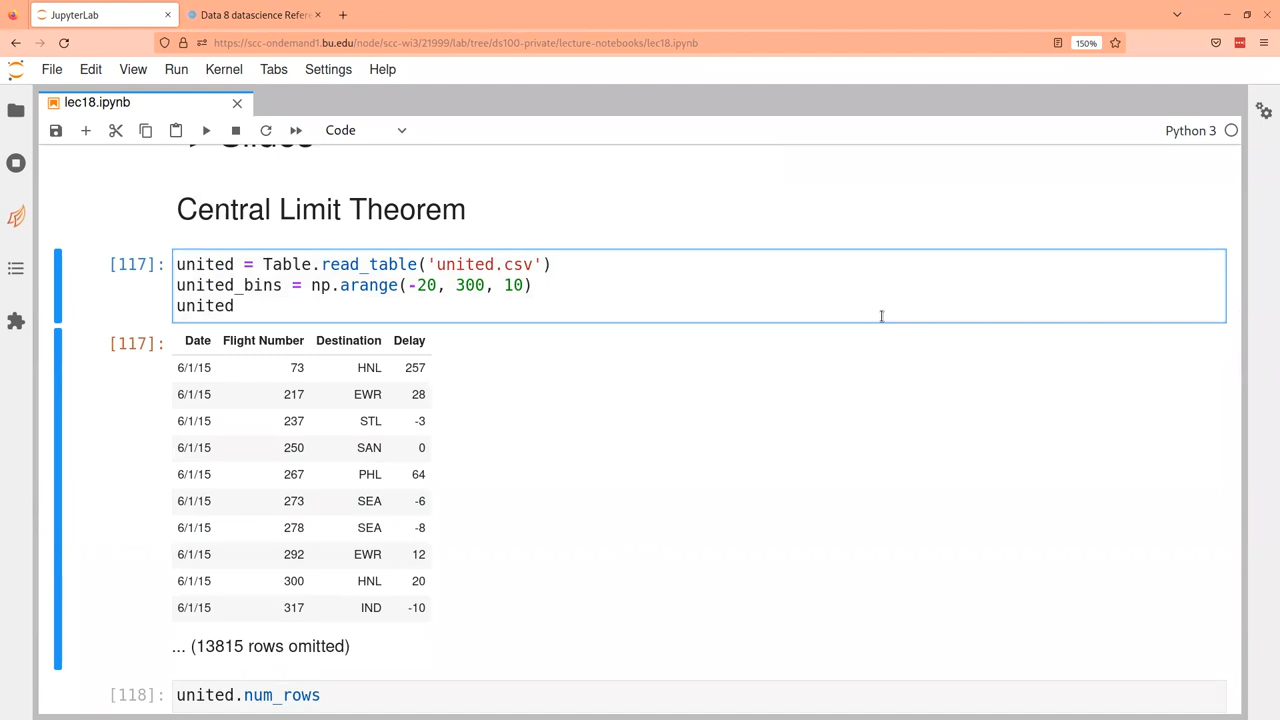 JupyterLab
Data 8 datascience Refere
https://scc-ondemand1.bu.edu/node/scc-wi3/21999/lab/tree/ds100-private/lecture-notebooks/lec18.ipynb
150%
File Edit View Run Kernel Tabs Settings Help
lec18.ipynb
Code
Python 3
Slides
Central Limit Theorem
[117]: united = Table.read_table('united.csv')
united_bins = np.arange(-20, 300, 10)
united
[117]: Date Flight Number Destination Delay
6/1/15 73 HNL 257
6/1/15 217 EWR 28
6/1/15 237 STL -3
6/1/15 250 SAN 0
6/1/15 267 PHL 64
6/1/15 273 SEA -6
6/1/15 278 SEA -8
6/1/15 292 EWR 12
6/1/15 300 HNL 20
6/1/15 317 IND -10
... (13815 rows omitted)
[118]: united.num_rows